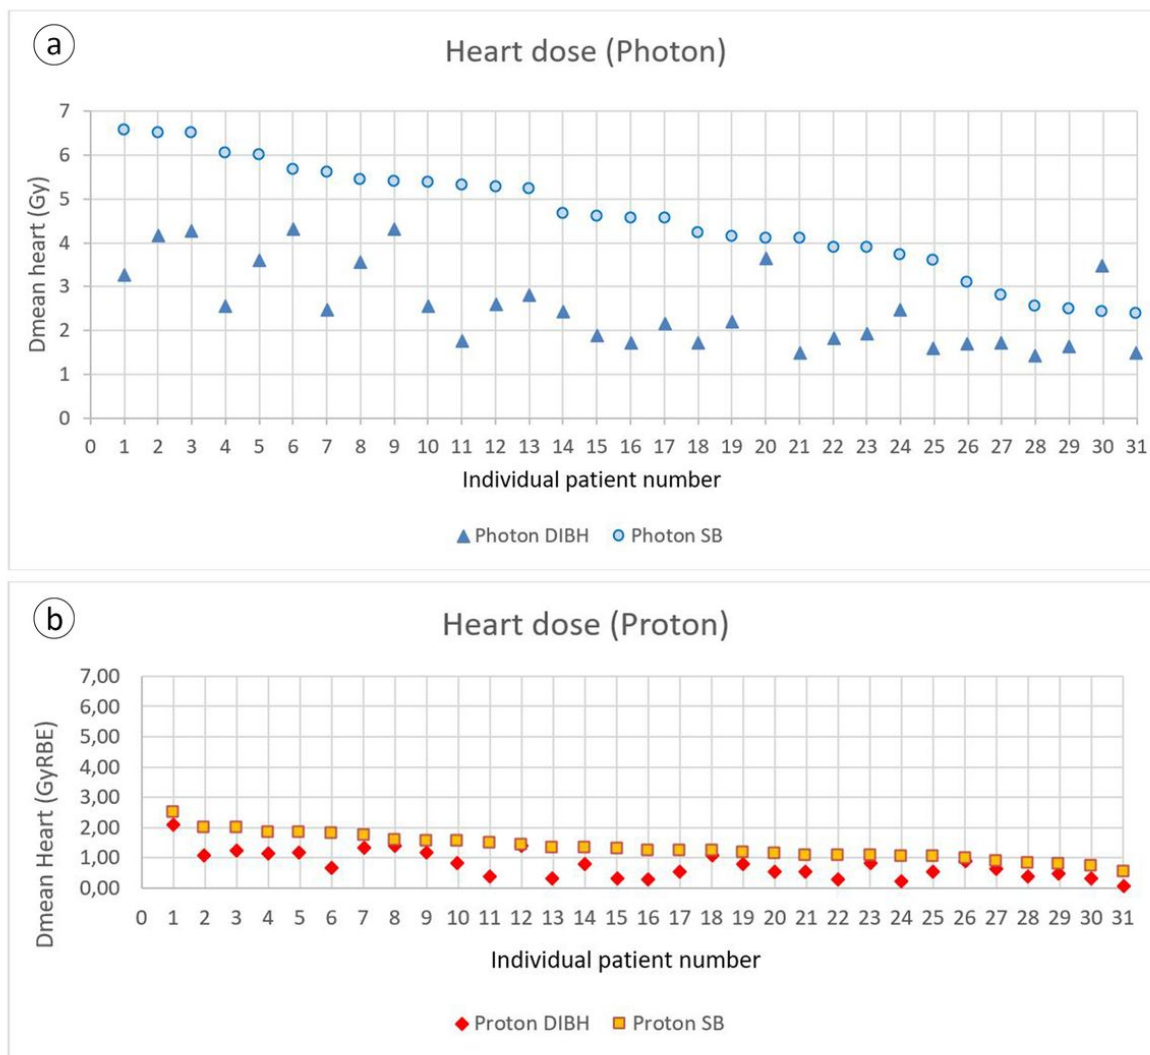 a
Heart dose (Photon)
7
6
5
4
3
2
1
0
Dmean heart (Gy)
0 1 2 3 4 5 6 7 8 9 10 11 12 13 14 15 16 17 18 19 20 21 22 23 24 25 26 27 28 29 30 31
Individual patient number
Photon DIBH Photon SB
b
Heart dose (Proton)
7,00
6,00
5,00
4,00
3,00
2,00
1,00
0,00
Dmean Heart (GyRBE)
0 1 2 3 4 5 6 7 8 9 10 11 12 13 14 15 16 17 18 19 20 21 22 23 24 25 26 27 28 29 30 31
Individual patient number
Proton DIBH Proton SB